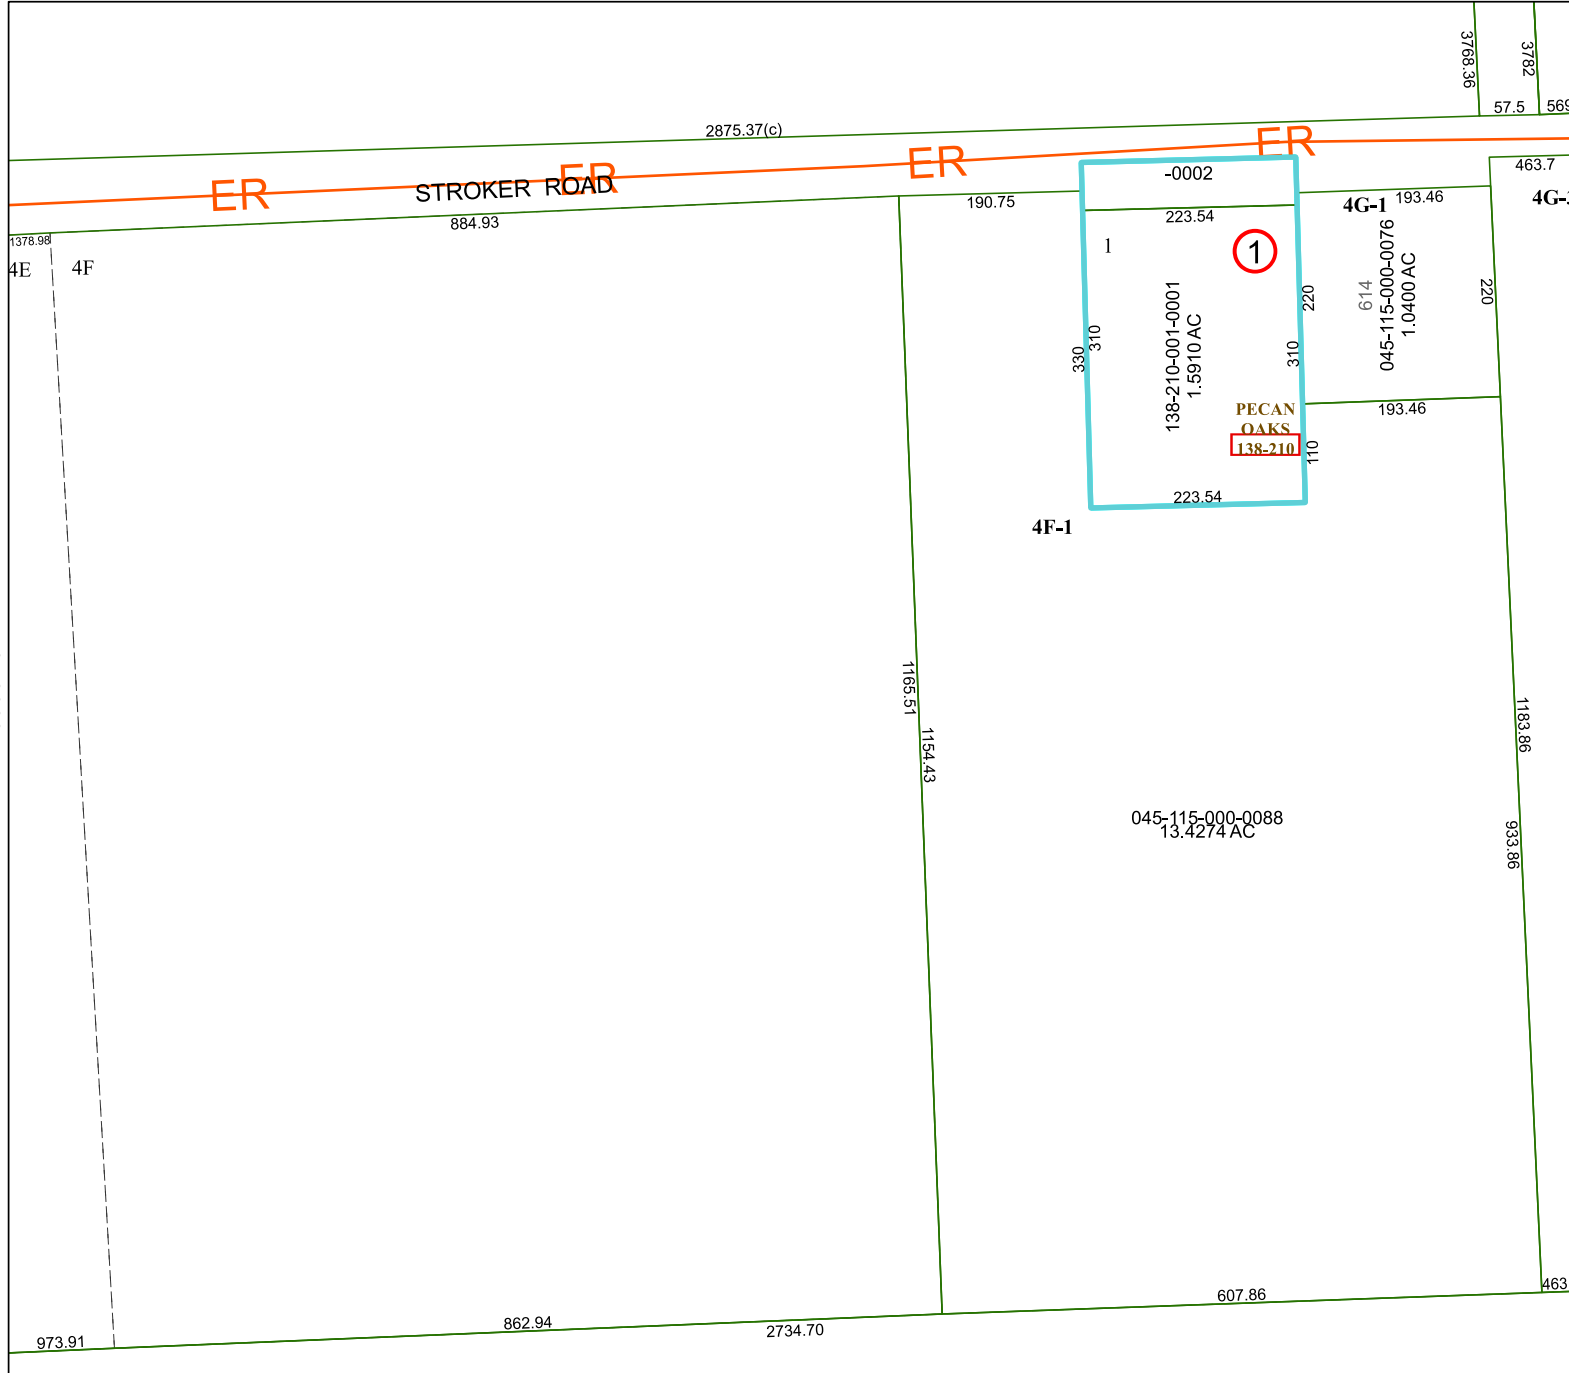 3768.36
3782
57.5
569
2875.37(c)
ER
ER
ER
ER
STROKER ROAD
-0002
463.7
884.93
190.75
223.54
4G-1
193.46
1378.98
4E
4F
1
1
138-210-001-0001
1.5910 AC
310
330
220
310
614
045-115-000-0076
1.0400 AC
220
PECAN
OAKS
138-210
193.46
110
223.54
4F-1
1165.51
1154.43
1183.86
933.86
045-115-000-0088
13.4274 AC
607.86
463
862.94
2734.70
973.91